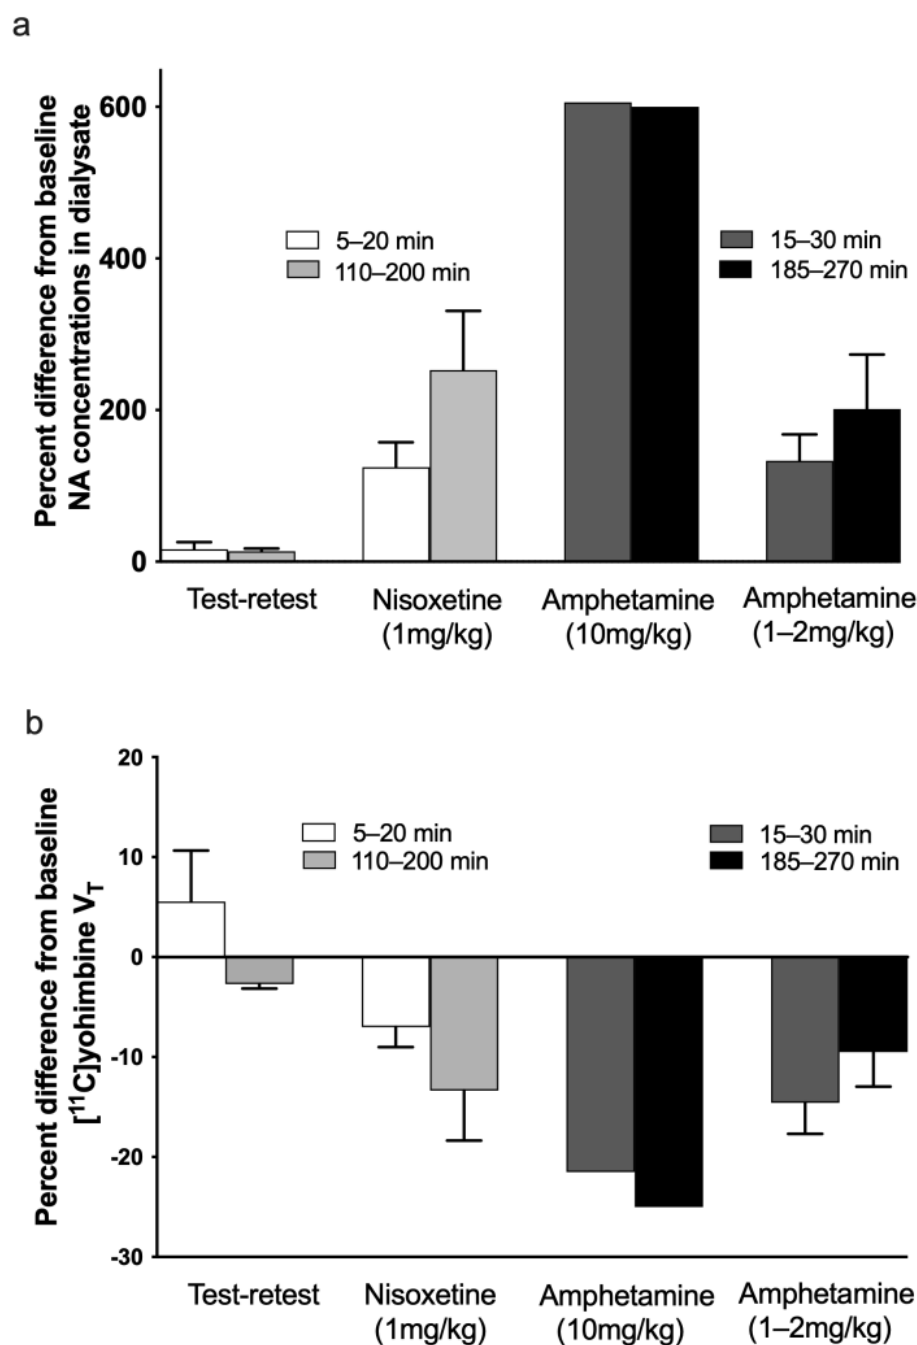 a
Percent difference from baseline
NA concentrations in dialysate
600
400
200
0
5–20 min
110–200 min
15–30 min
185–270 min
Test-retest
Nisoxetine
(1mg/kg)
Amphetamine
(10mg/kg)
Amphetamine
(1–2mg/kg)
b
Percent difference from baseline
[¹¹C]yohimbine V_T
20
10
0
-10
-20
-30
5–20 min
110–200 min
15–30 min
185–270 min
Test-retest
Nisoxetine
(1mg/kg)
Amphetamine
(10mg/kg)
Amphetamine
(1–2mg/kg)